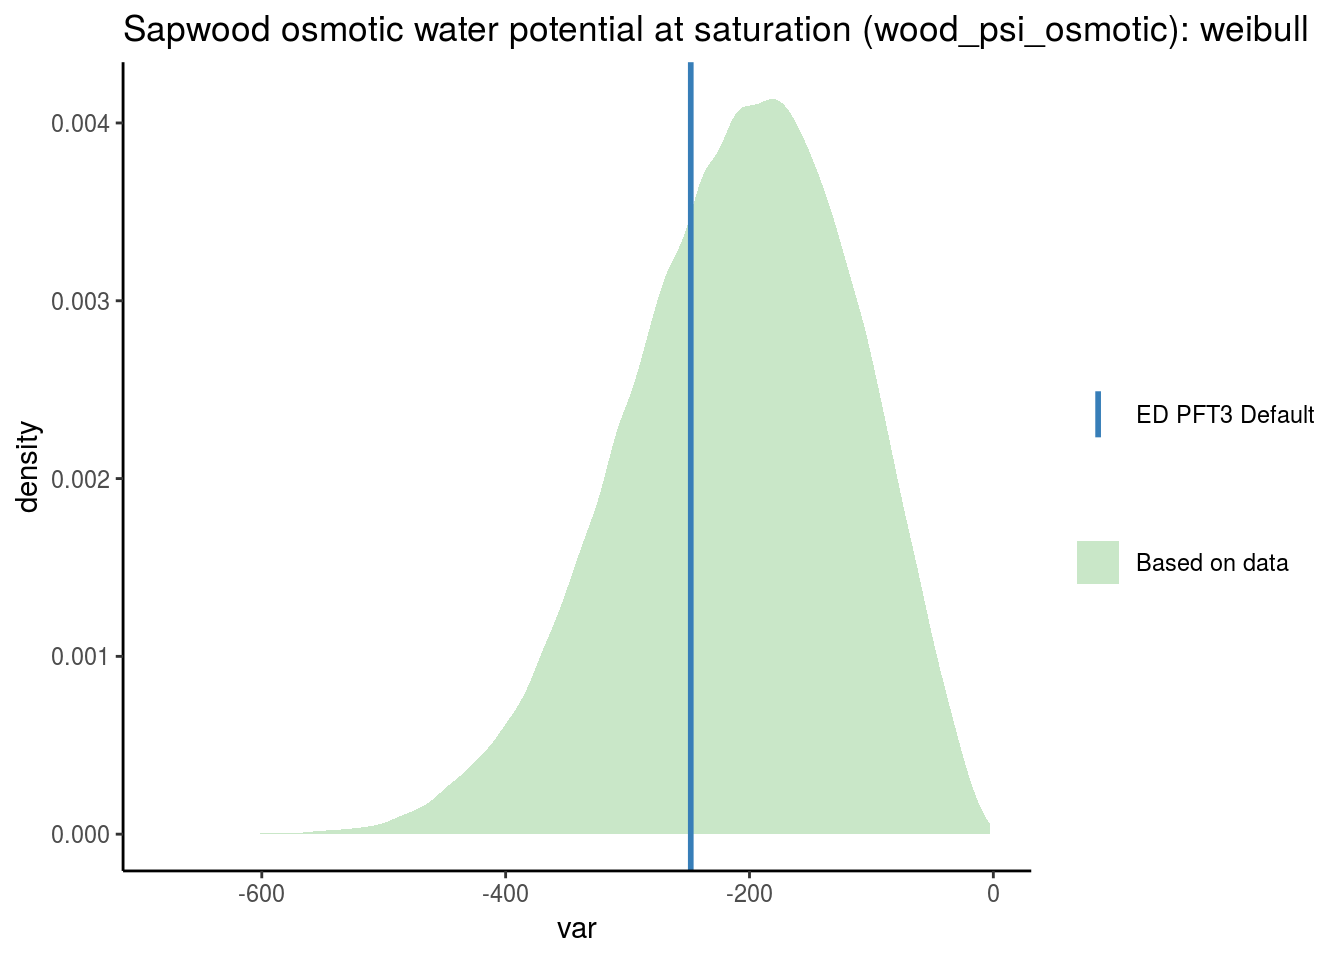 Sapwood osmotic water potential at saturation (wood_psi_osmotic): weibull
density
0.004
0.003
0.002
0.001
0.000
-600 -400 -200 0
var
ED PFT3 Default
Based on data